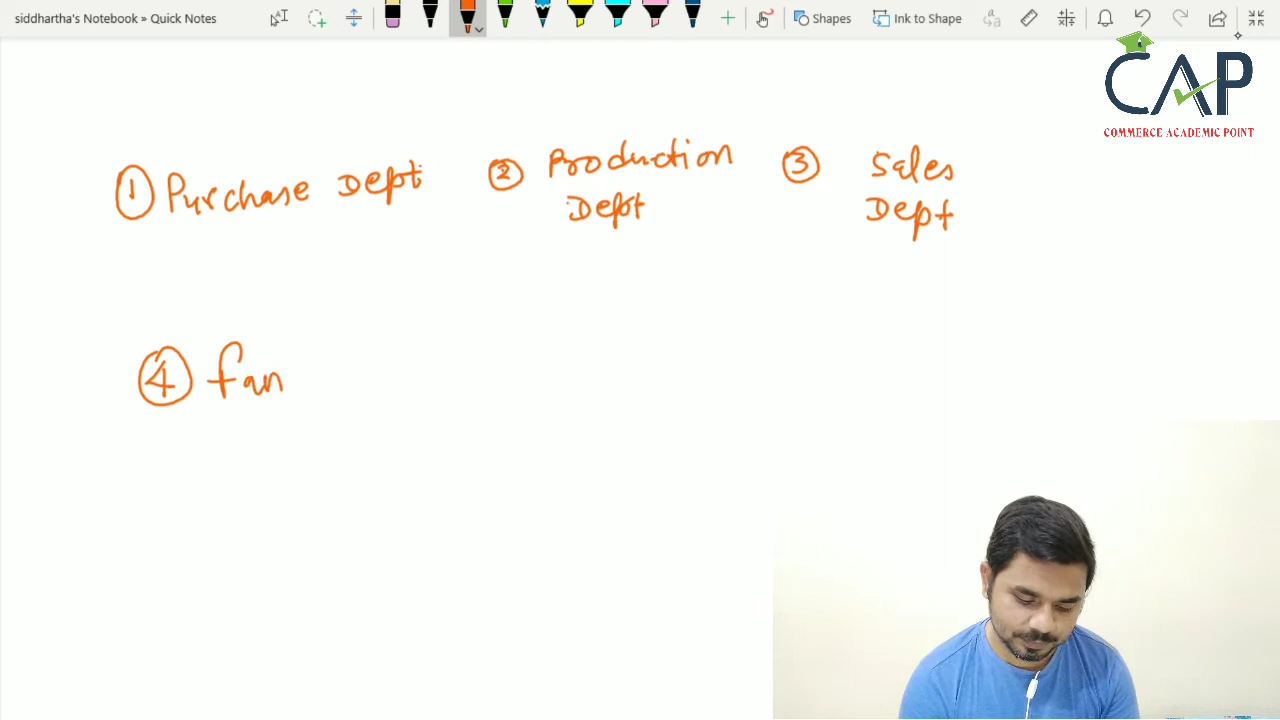 siddhartha's Notebook » Quick Notes
Shapes
Ink to Shape
CAP
COMMERCE ACADEMIC POINT
① Purchase Dept ② Production ③ Sales
Dept Dept
④ fan